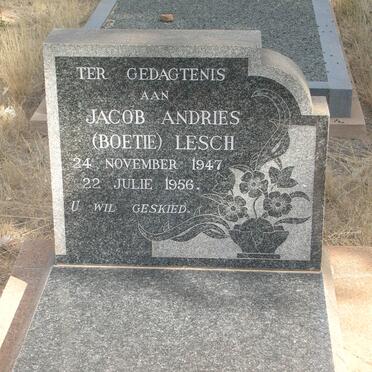 TER GEDAGTENIS
AAN
JACOB ANDRIES
(BOETIE) LESCH
24 NOVEMBER 1947
22 JULIE 1956.
U WIL GESKIED.